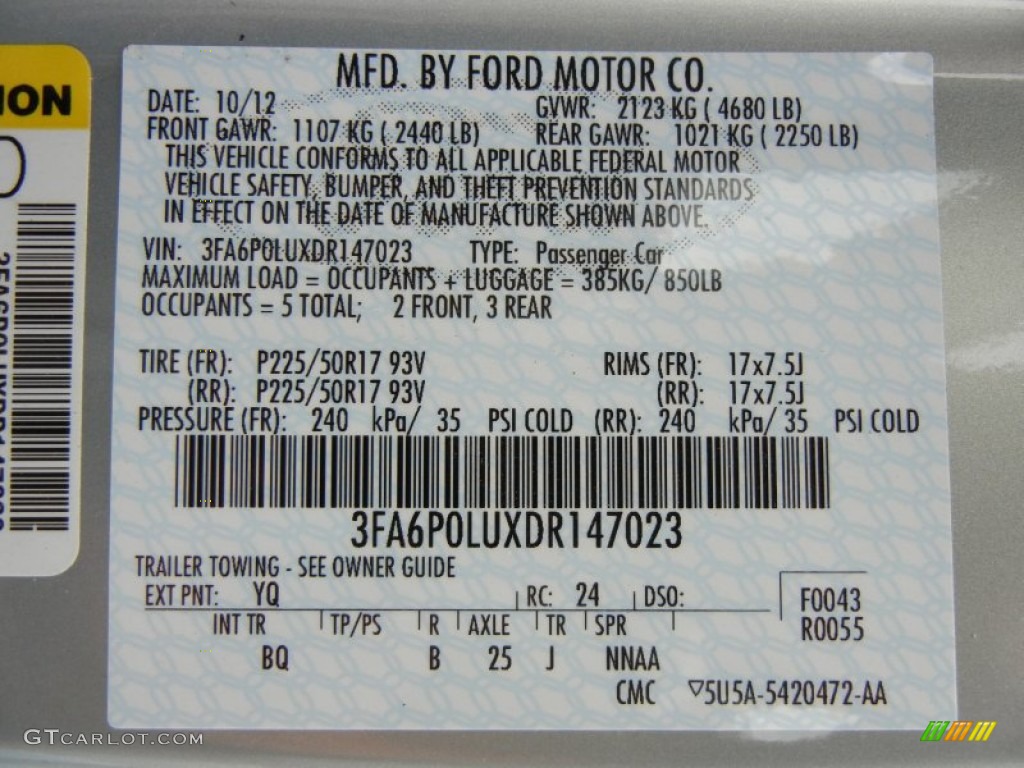 ION
MFD. BY FORD MOTOR CO.
DATE: 10/12 GVWR: 2123 KG ( 4680 LB)
FRONT GAWR: 1107 KG ( 2440 LB) REAR GAWR: 1021 KG ( 2250 LB)
THIS VEHICLE CONFORMS TO ALL APPLICABLE FEDERAL MOTOR
VEHICLE SAFETY, BUMPER, AND THEFT PREVENTION STANDARDS
IN EFFECT ON THE DATE OF MANUFACTURE SHOWN ABOVE.
VIN: 3FA6P0LUXDR147023 TYPE: Passenger Car
MAXIMUM LOAD = OCCUPANTS + LUGGAGE = 385KG/ 850LB
OCCUPANTS = 5 TOTAL; 2 FRONT, 3 REAR
TIRE (FR): P225/50R17 93V RIMS (FR): 17x7.5J
(RR): P225/50R17 93V (RR): 17x7.5J
PRESSURE (FR): 240 kPa/ 35 PSI COLD (RR): 240 kPa/ 35 PSI COLD
3FA6P0LUXDR147023
TRAILER TOWING - SEE OWNER GUIDE
EXT PNT: YQ RC: 24 DSO: F0043
INT TR TP/PS R AXLE TR SPR R0055
BQ B 25 J NNAA
CMC ▽5U5A-5420472-AA
3FA6P0LUXDR147023
GTCARLOT.COM